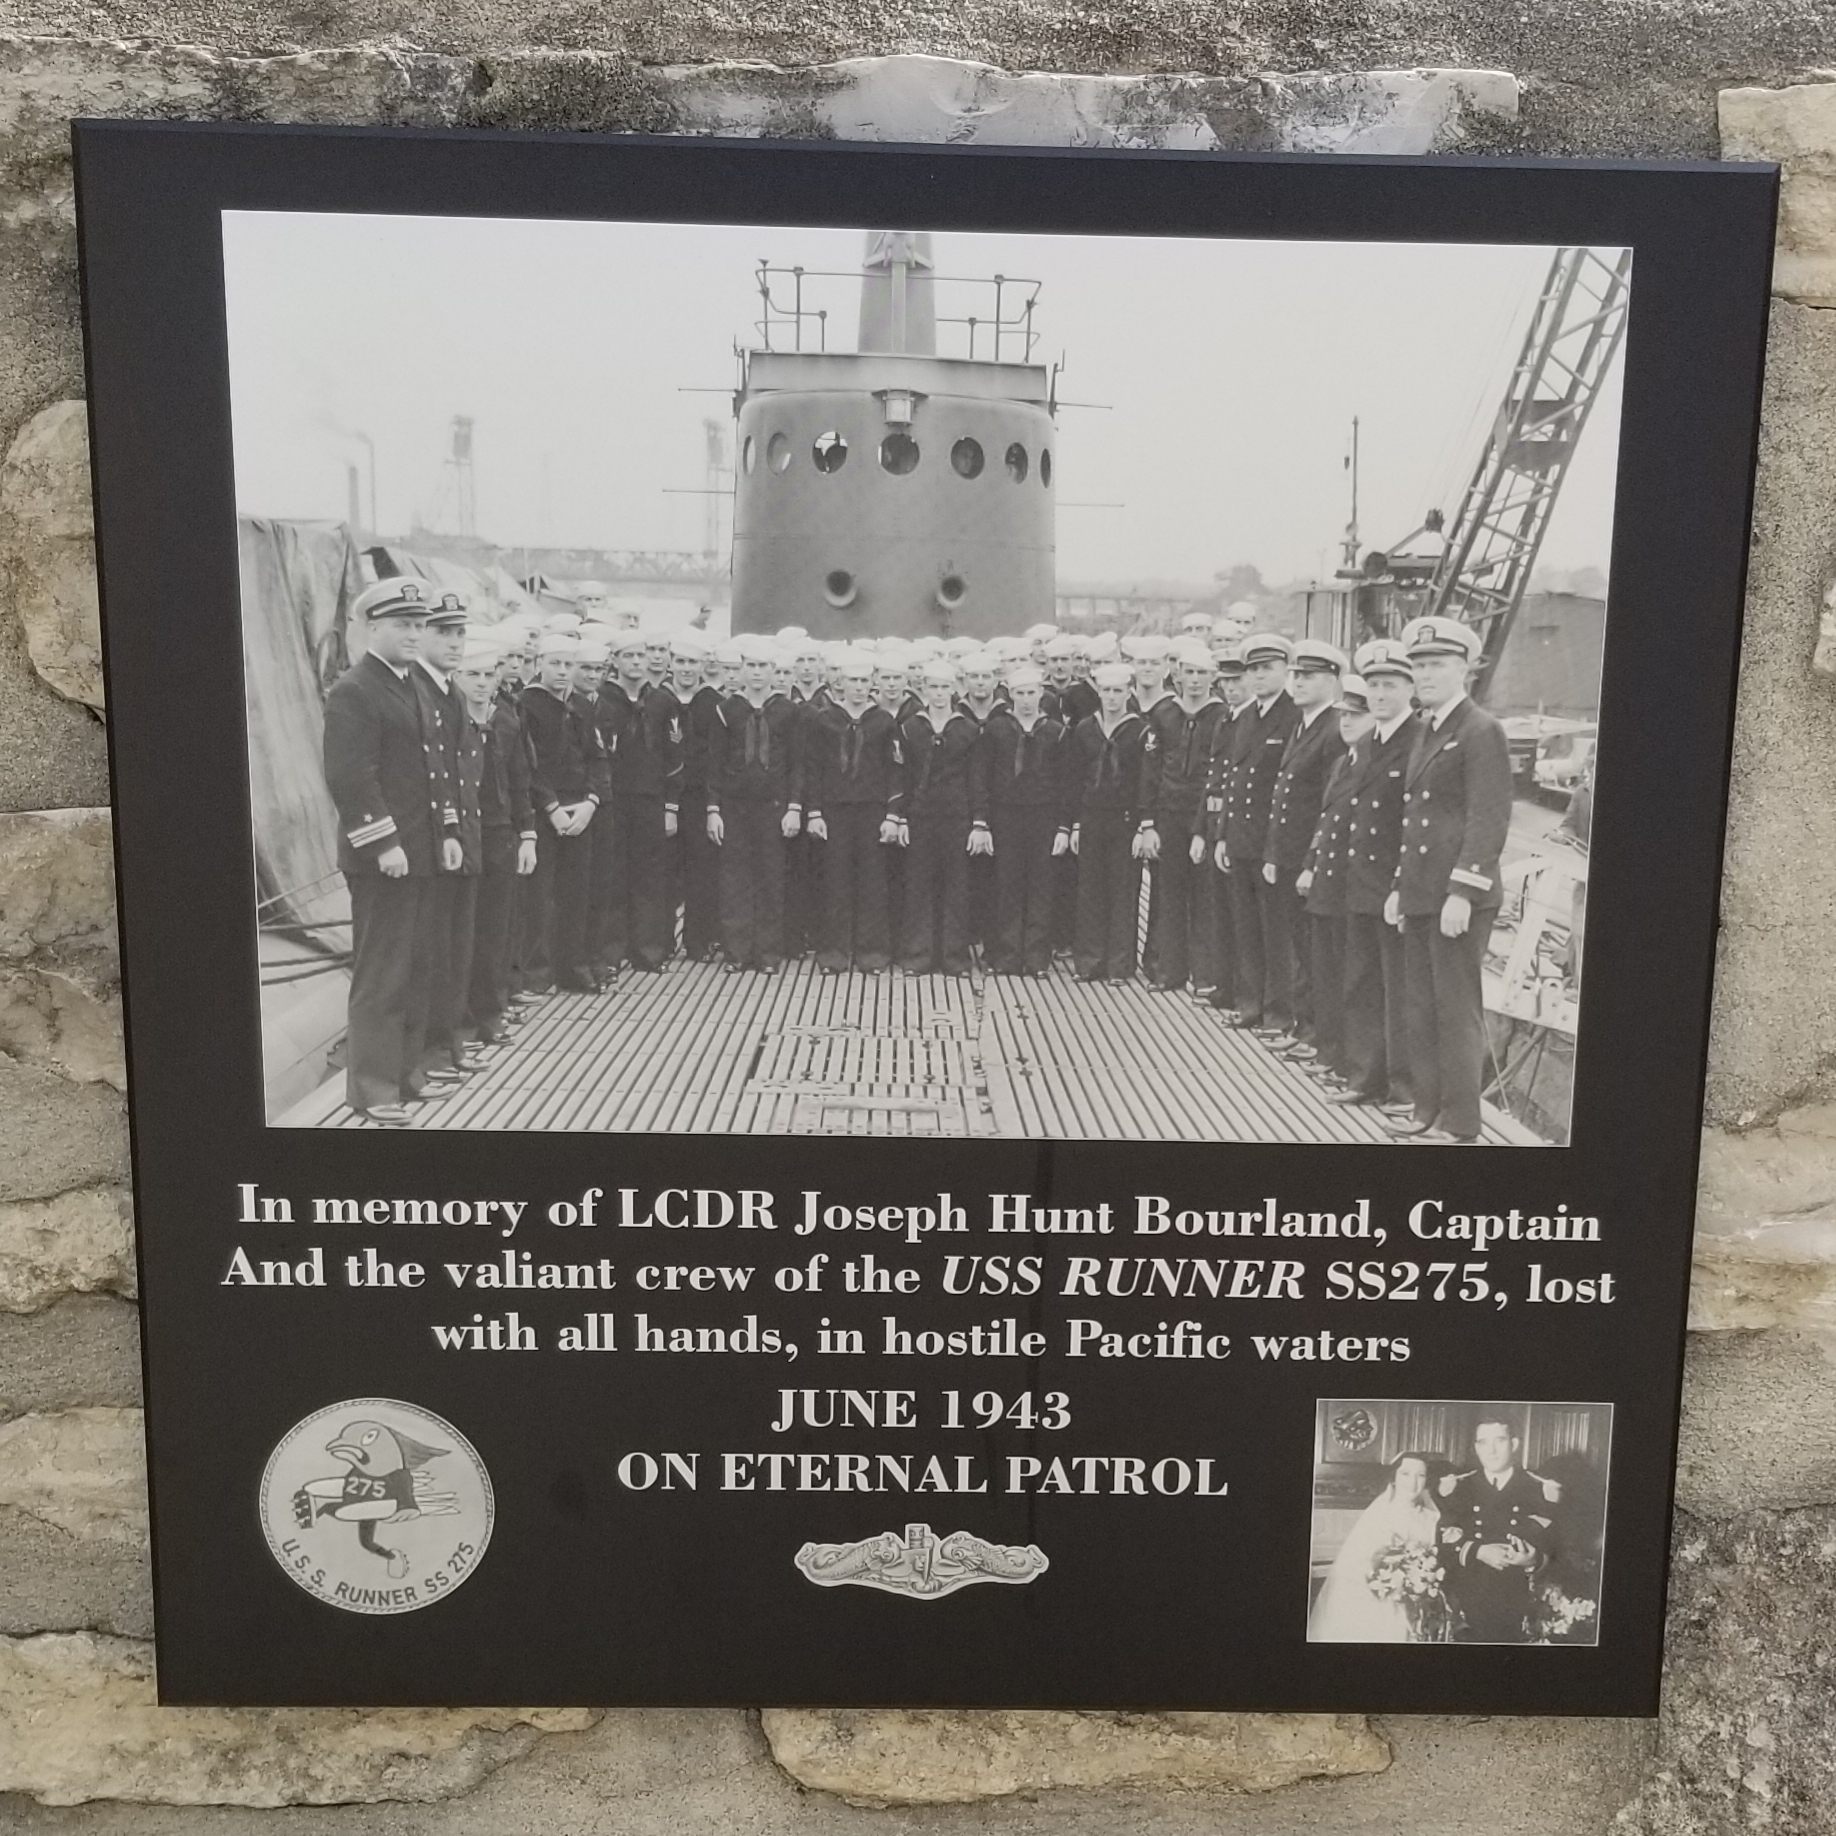 In memory of LCDR Joseph Hunt Bourland, Captain
And the valiant crew of the USS RUNNER SS275, lost
with all hands, in hostile Pacific waters
JUNE 1943
ON ETERNAL PATROL
275
U.S.S. RUNNER SS 275